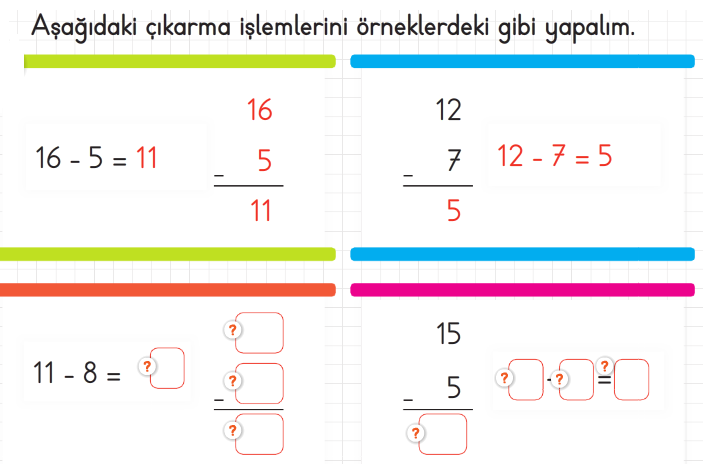 Aşağıdaki çıkarma işlemlerini örneklerdeki gibi yapalım.
16 - 5 = 11
16
- 5
11
12
- 7
5
12 - 7 = 5
11 - 8 = ?
?
- ?
?
15
- 5
?
? - ? = ?